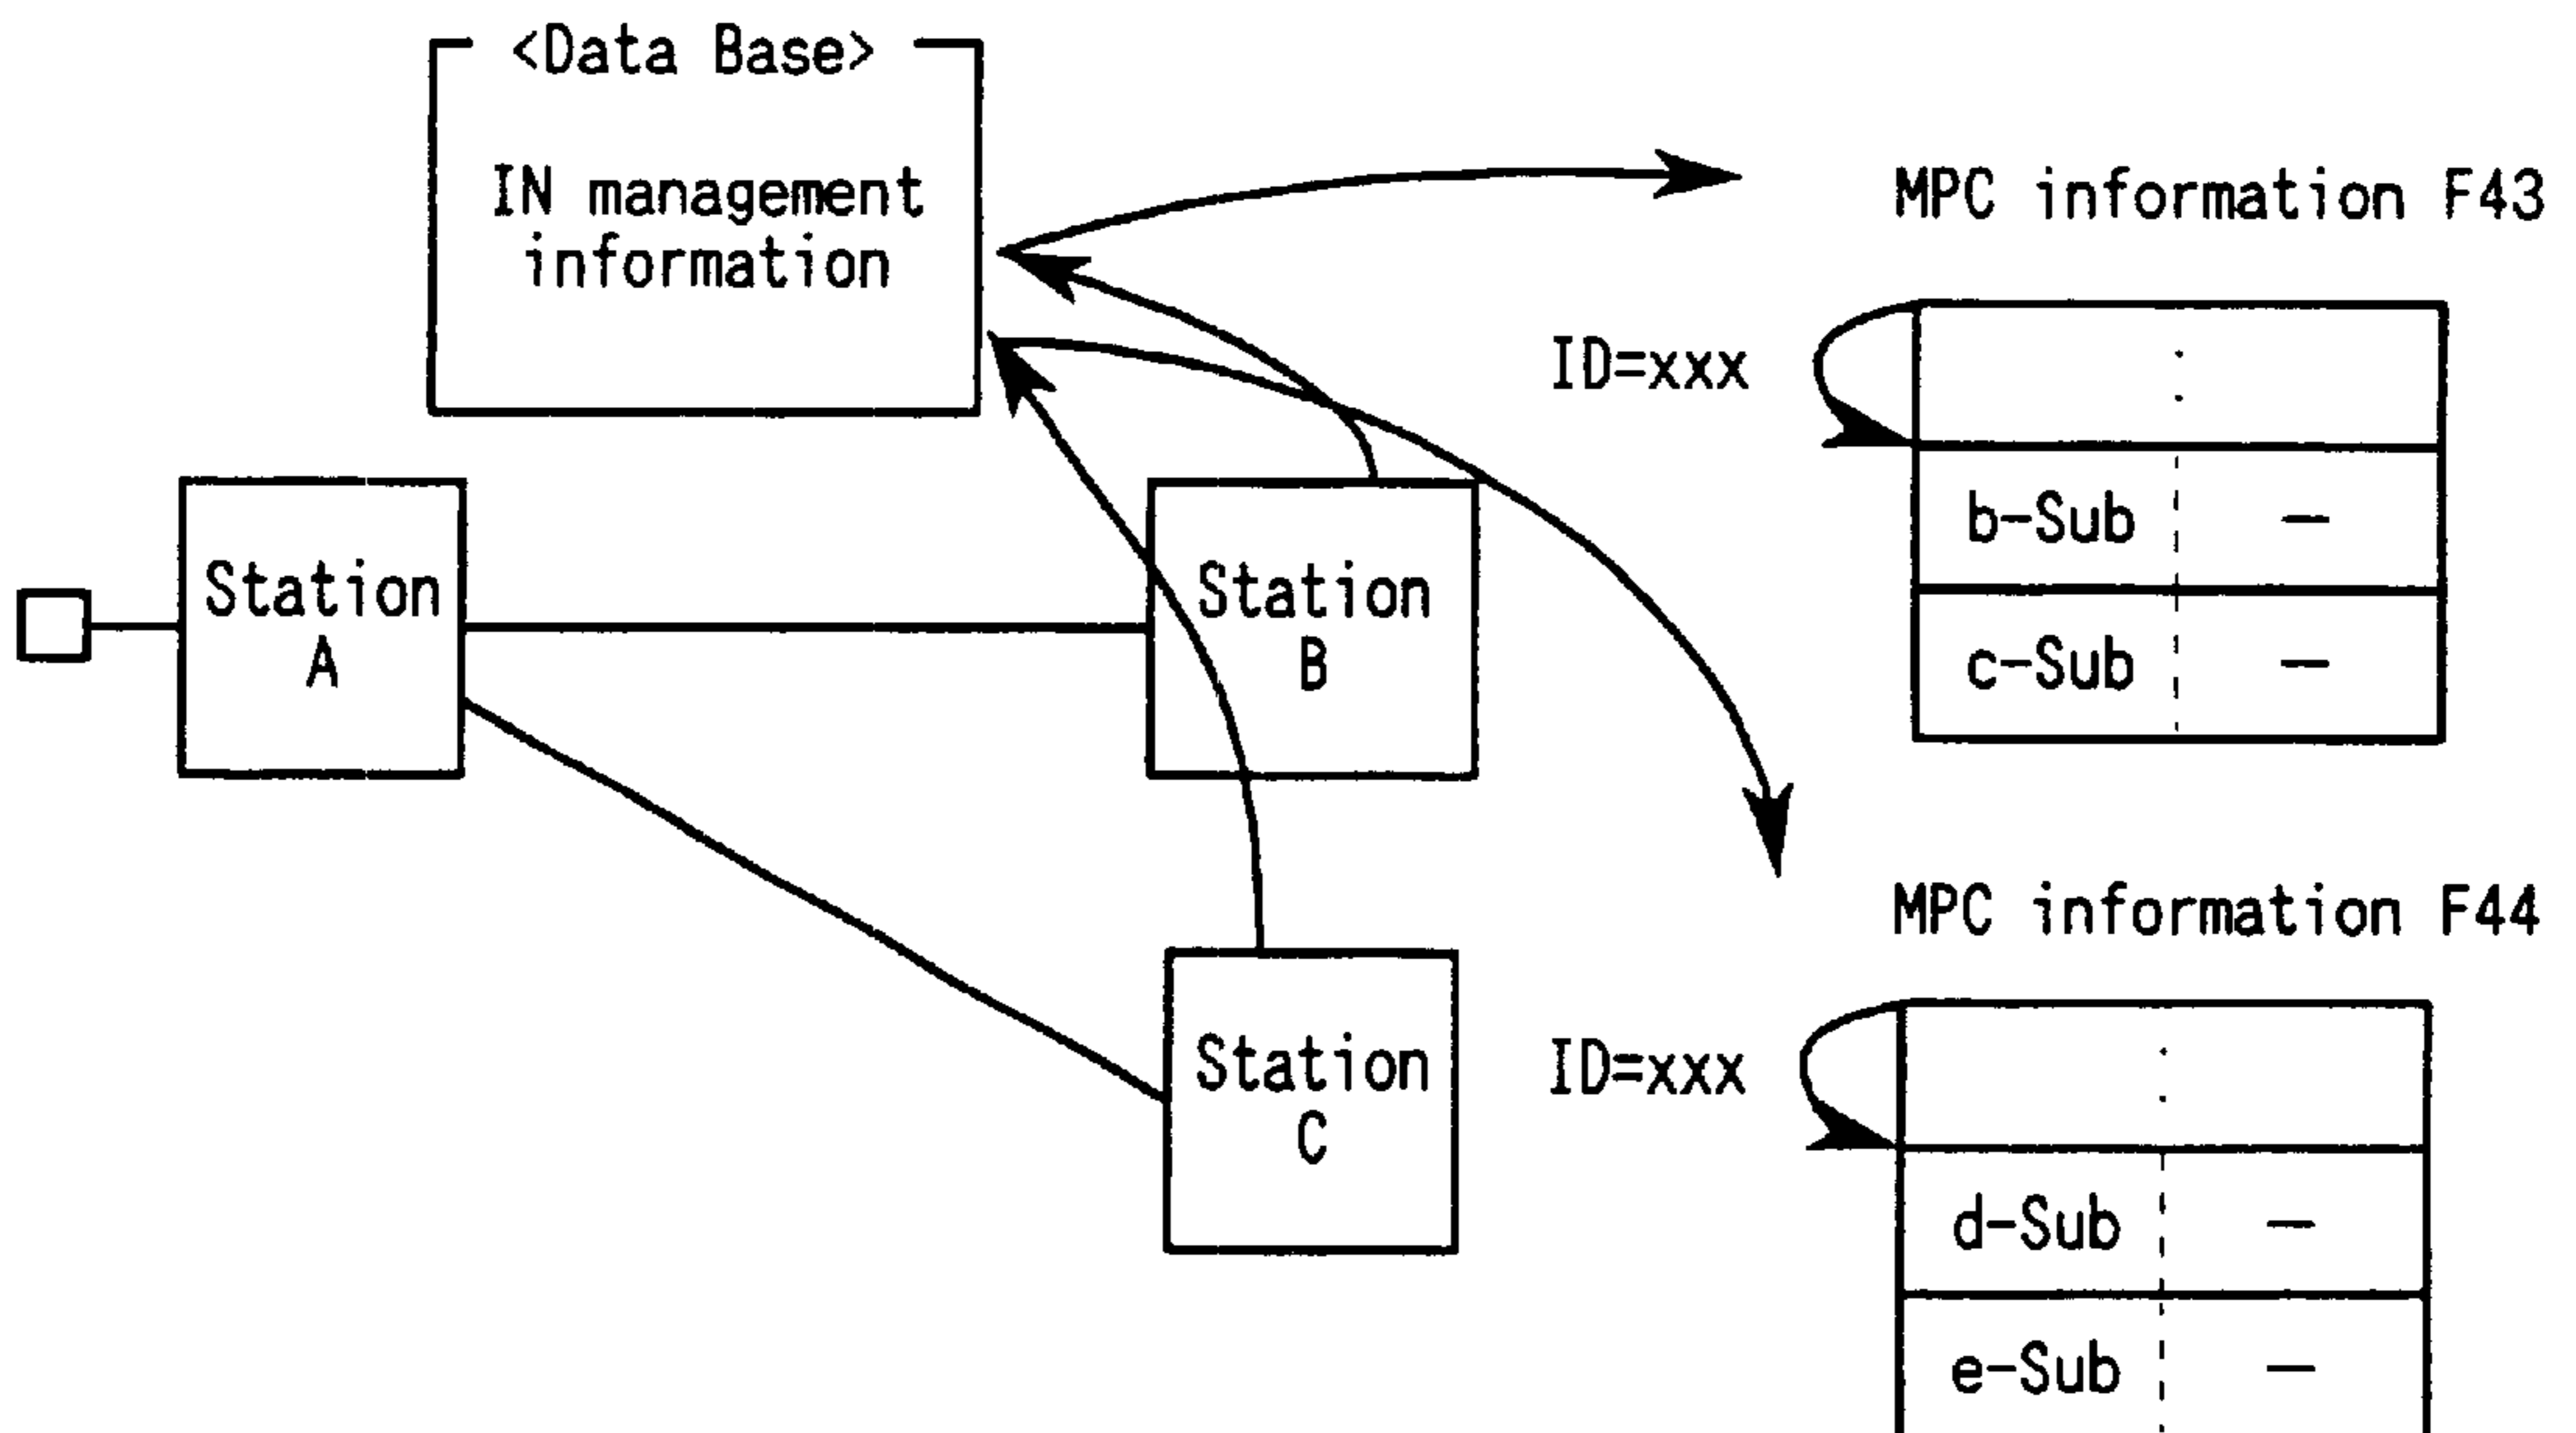 <Data Base>
IN management
information
MPC information F43
ID=xxx
:
b-Sub –
c-Sub –
Station
A
Station
B
MPC information F44
Station
C
ID=xxx
:
d-Sub –
e-Sub –